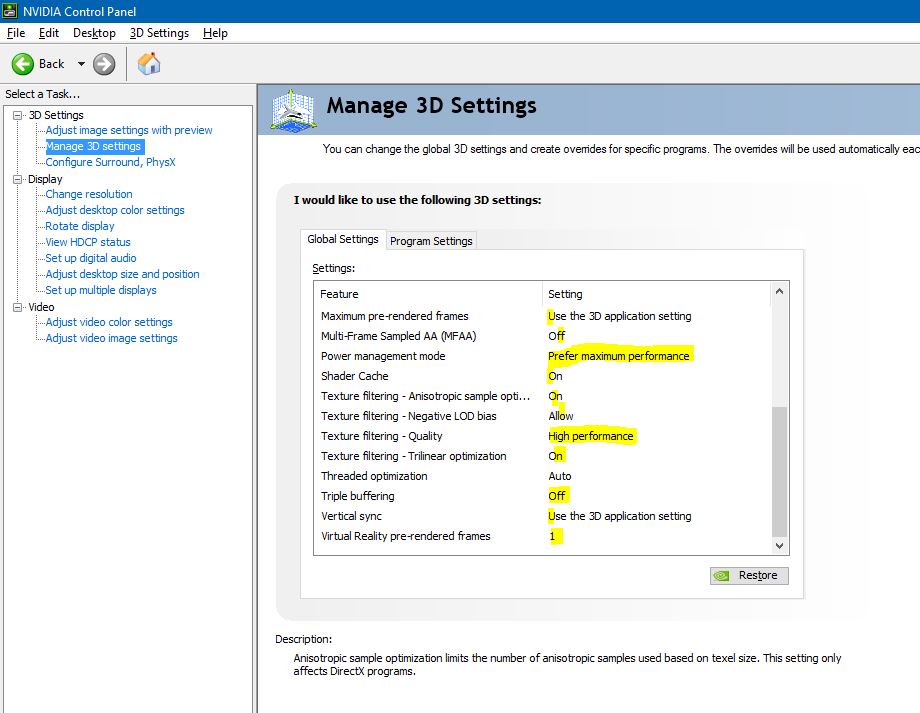 NVIDIA Control Panel
File Edit Desktop 3D Settings Help
Back
Select a Task...
3D Settings
Adjust image settings with preview
Manage 3D settings
Configure Surround, PhysX
Display
Change resolution
Adjust desktop color settings
Rotate display
View HDCP status
Set up digital audio
Adjust desktop size and position
Set up multiple displays
Video
Adjust video color settings
Adjust video image settings
Manage 3D Settings
You can change the global 3D settings and create overrides for specific programs. The overrides will be used automatically eac
I would like to use the following 3D settings:
Global Settings Program Settings
Settings:
Feature Setting
Maximum pre-rendered frames Use the 3D application setting
Multi-Frame Sampled AA (MFAA) Off
Power management mode Prefer maximum performance
Shader Cache On
Texture filtering - Anisotropic sample opti... On
Texture filtering - Negative LOD bias Allow
Texture filtering - Quality High performance
Texture filtering - Trilinear optimization On
Threaded optimization Auto
Triple buffering Off
Vertical sync Use the 3D application setting
Virtual Reality pre-rendered frames 1
Restore
Description:
Anisotropic sample optimization limits the number of anisotropic samples used based on texel size. This setting only
affects DirectX programs.